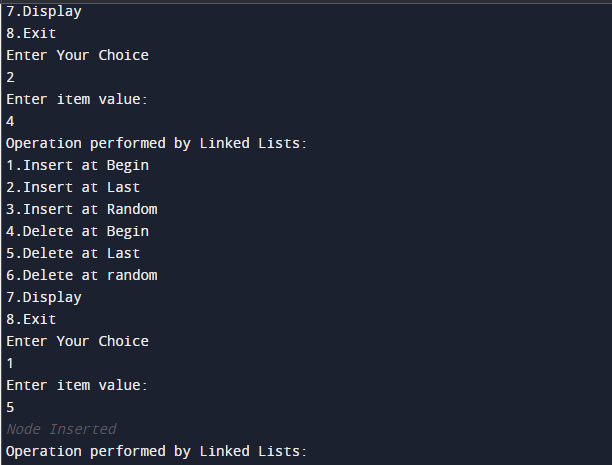 7.Display
8.Exit
Enter Your Choice
2
Enter item value:
4
Operation performed by Linked Lists:
1.Insert at Begin
2.Insert at Last
3.Insert at Random
4.Delete at Begin
5.Delete at Last
6.Delete at random
7.Display
8.Exit
Enter Your Choice
1
Enter item value:
5
Node Inserted
Operation performed by Linked Lists: